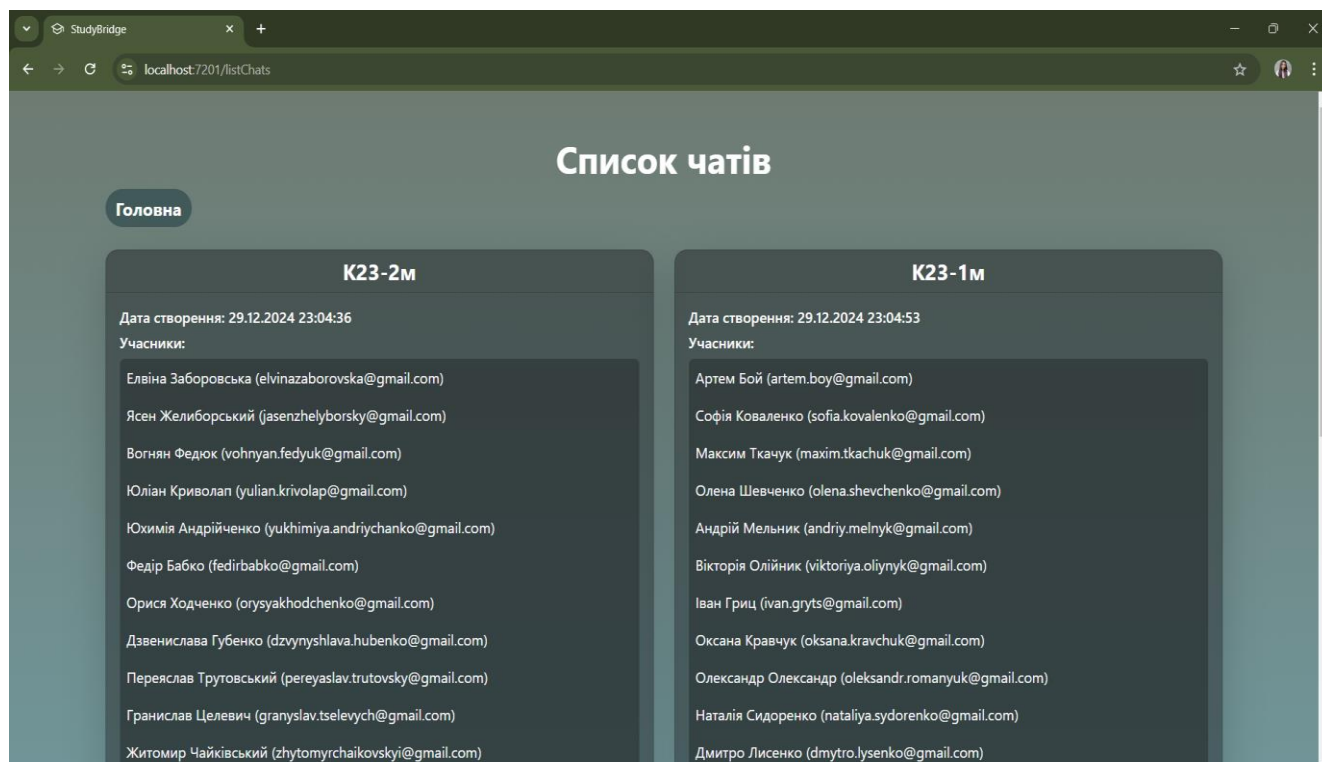 StudyBridge
localhost:7201/listChats
Список чатів
Головна
К23-2м
Дата створення: 29.12.2024 23:04:36
Учасники:
Елвіна Заборовська (elvinazaborovska@gmail.com)
Ясен Желиборський (jasenzhelyborsky@gmail.com)
Вогнян Федюк (vohnyan.fedyuk@gmail.com)
Юліан Криволап (yulian.krivolap@gmail.com)
Юхимія Андрійченко (yukhimiya.andriychanko@gmail.com)
Федір Бабко (fedirbabko@gmail.com)
Орися Ходченко (orysyakhodchenko@gmail.com)
Дзвенислава Губенко (dzvynyshlava.hubenko@gmail.com)
Переяслав Трутовський (pereyaslav.trutovsky@gmail.com)
Гранислав Целевич (granyslav.tselevych@gmail.com)
Житомир Чайківський (zhytomyrchaikovskyi@gmail.com)
К23-1м
Дата створення: 29.12.2024 23:04:53
Учасники:
Артем Бой (artem.boy@gmail.com)
Софія Коваленко (sofia.kovalenko@gmail.com)
Максим Ткачук (maxim.tkachuk@gmail.com)
Олена Шевченко (olena.shevchenko@gmail.com)
Андрій Мельник (andriy.melnyk@gmail.com)
Вікторія Олійник (viktoriya.oliynyk@gmail.com)
Іван Гриц (ivan.gryts@gmail.com)
Оксана Кравчук (oksana.kravchuk@gmail.com)
Олександр Олександр (oleksandr.romanyuk@gmail.com)
Наталія Сидоренко (nataliya.sydorenko@gmail.com)
Дмитро Лисенко (dmytro.lysenko@gmail.com)